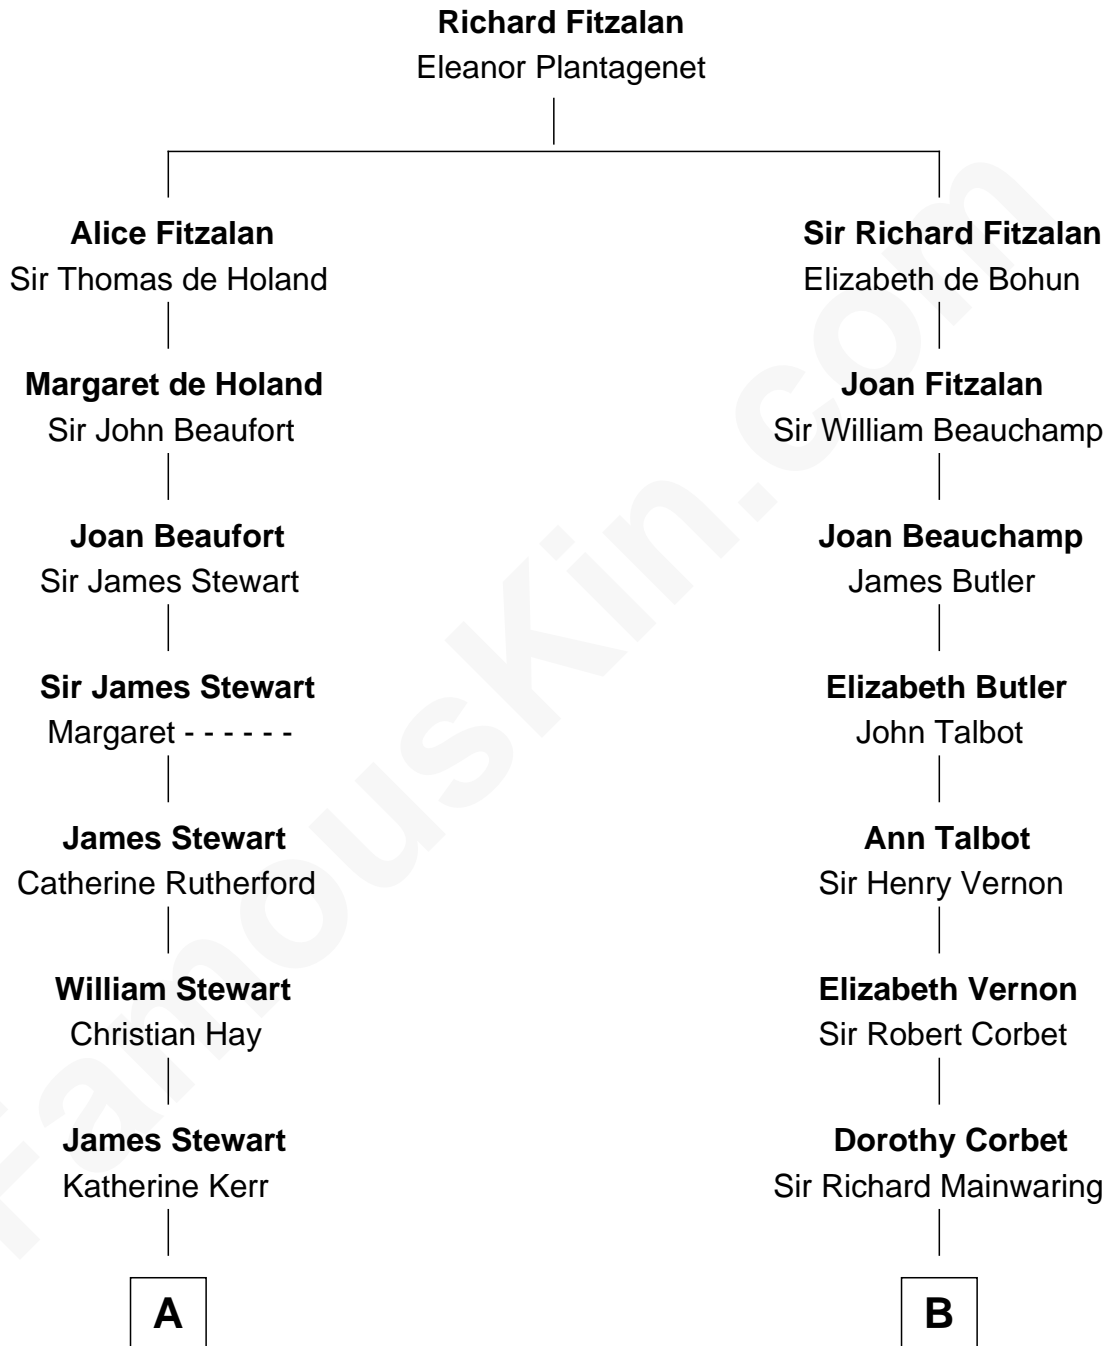 Richard Fitzalan
Eleanor Plantagenet
Alice Fitzalan
Sir Thomas de Holand
Sir Richard Fitzalan
Elizabeth de Bohun
Margaret de Holand
Sir John Beaufort
Joan Fitzalan
Sir William Beauchamp
Joan Beaufort
Sir James Stewart
Joan Beauchamp
James Butler
Sir James Stewart
Margaret - - - - - -
Elizabeth Butler
John Talbot
James Stewart
Catherine Rutherford
Ann Talbot
Sir Henry Vernon
William Stewart
Christian Hay
Elizabeth Vernon
Sir Robert Corbet
James Stewart
Katherine Kerr
Dorothy Corbet
Sir Richard Mainwaring
A
B
FamousKin.com